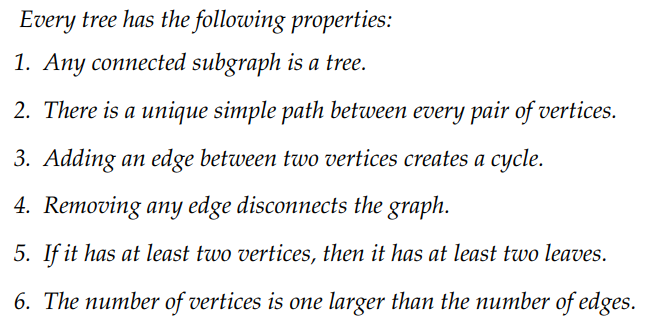 Every tree has the following properties:
1. Any connected subgraph is a tree.
2. There is a unique simple path between every pair of vertices.
3. Adding an edge between two vertices creates a cycle.
4. Removing any edge disconnects the graph.
5. If it has at least two vertices, then it has at least two leaves.
6. The number of vertices is one larger than the number of edges.